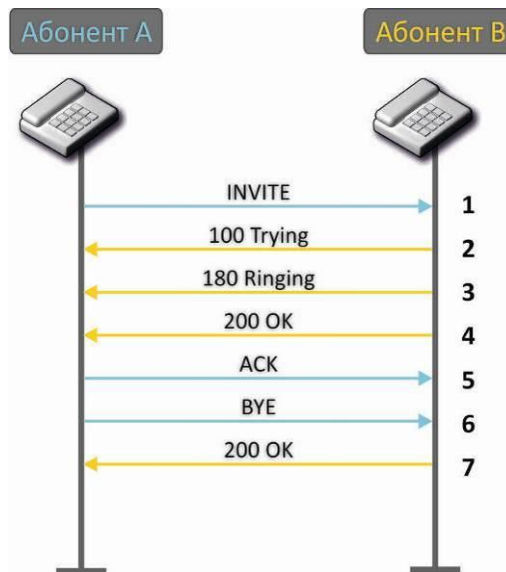 Абонент А
Абонент В
INVITE
1
100 Trying
2
180 Ringing
3
200 OK
4
ACK
5
BYE
6
200 OK
7